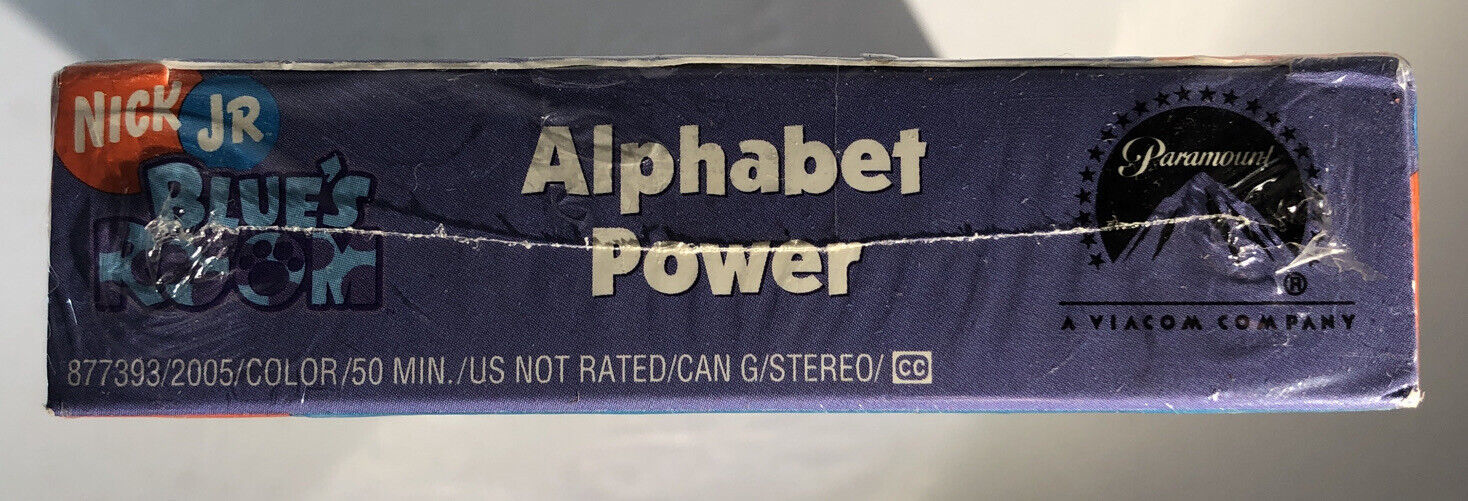 NICK JR
BLUE'S
ROOM
Alphabet
Power
Paramount
®
A VIACOM COMPANY
877393/2005/COLOR/50 MIN./US NOT RATED/CAN G/STEREO/ CC